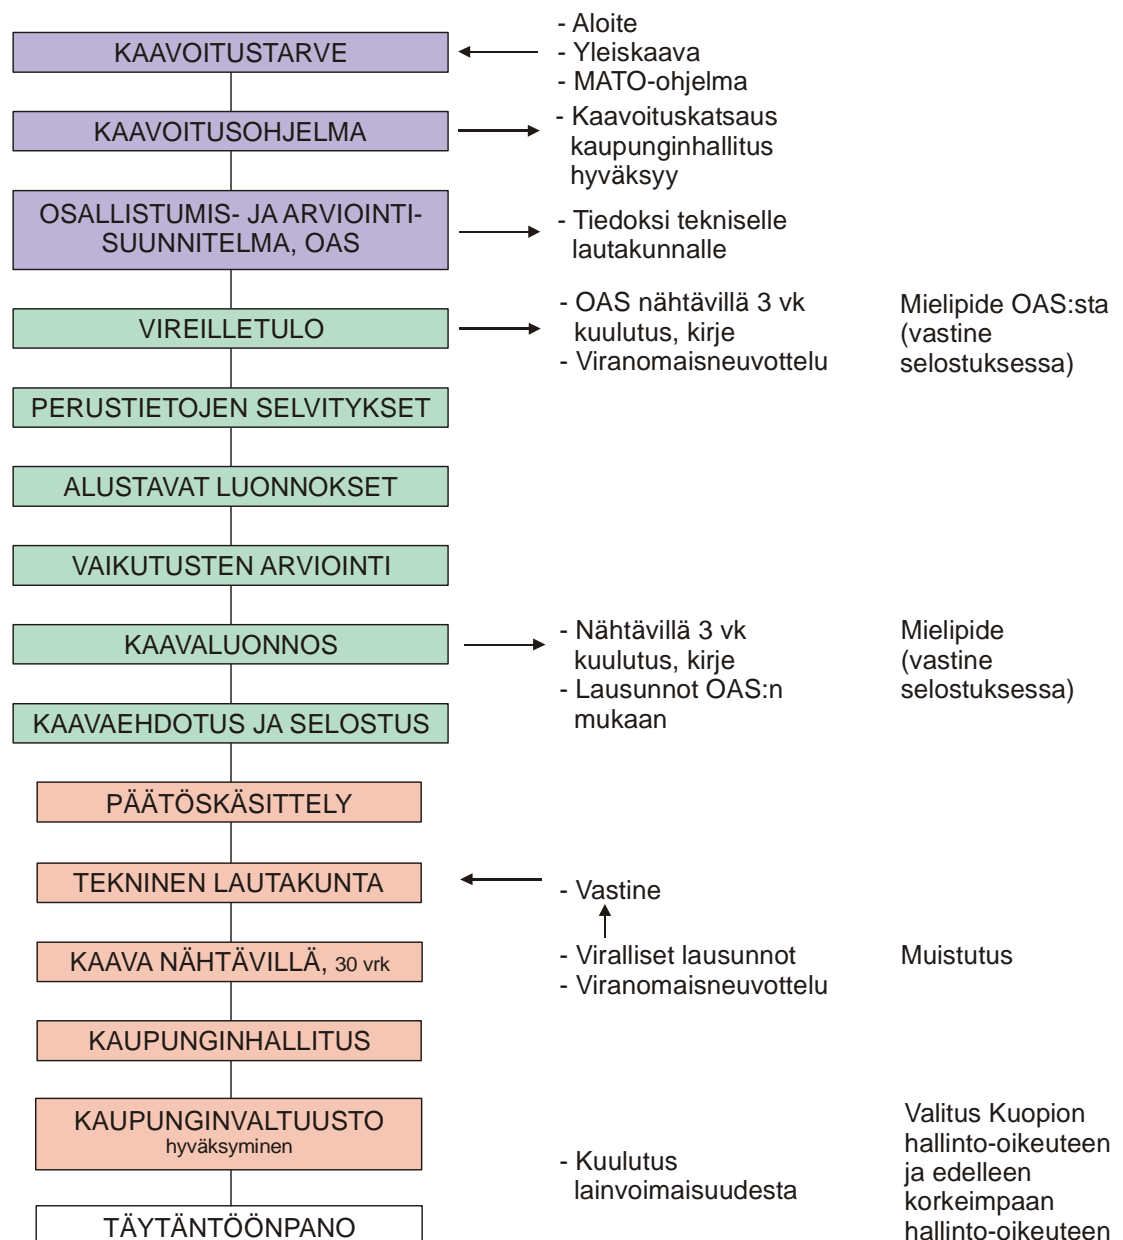 - Aloite
KAAVOITUSTARVE
- Yleiskaava
- MATO-ohjelma
KAAVOITUSOHJELMA
- Kaavoituskatsaus
kaupunginhallitus
hyväksyy
OSALLISTUMIS- JA ARVIOINTI-
SUUNNITELMA, OAS
- Tiedoksi tekniselle
lautakunnalle
VIREILLETULO
- OAS nähtävillä 3 vk
kuulutus, kirje
- Viranomaisneuvottelu
Mielipide OAS:sta
(vastine
selostuksessa)
PERUSTIETOJEN SELVITYKSET
ALUSTAVAT LUONNOKSET
VAIKUTUSTEN ARVIOINTI
KAAVALUONNOS
- Nähtävillä 3 vk
kuulutus, kirje
- Lausunnot OAS:n
mukaan
Mielipide
(vastine
selostuksessa)
KAAVAEHDOTUS JA SELOSTUS
PÄÄTÖSKÄSITTELY
TEKNINEN LAUTAKUNTA
- Vastine
KAAVA NÄHTÄVILLÄ, 30 vrk
- Viralliset lausunnot
- Viranomaisneuvottelu
Muistutus
KAUPUNGINHALLITUS
KAUPUNGINVALTUUSTO
hyväksyminen
- Kuulutus
lainvoimaisuudesta
Valitus Kuopion
hallinto-oikeuteen
ja edelleen
korkeimpaan
hallinto-oikeuteen
TÄYTÄNTÖÖNPANO